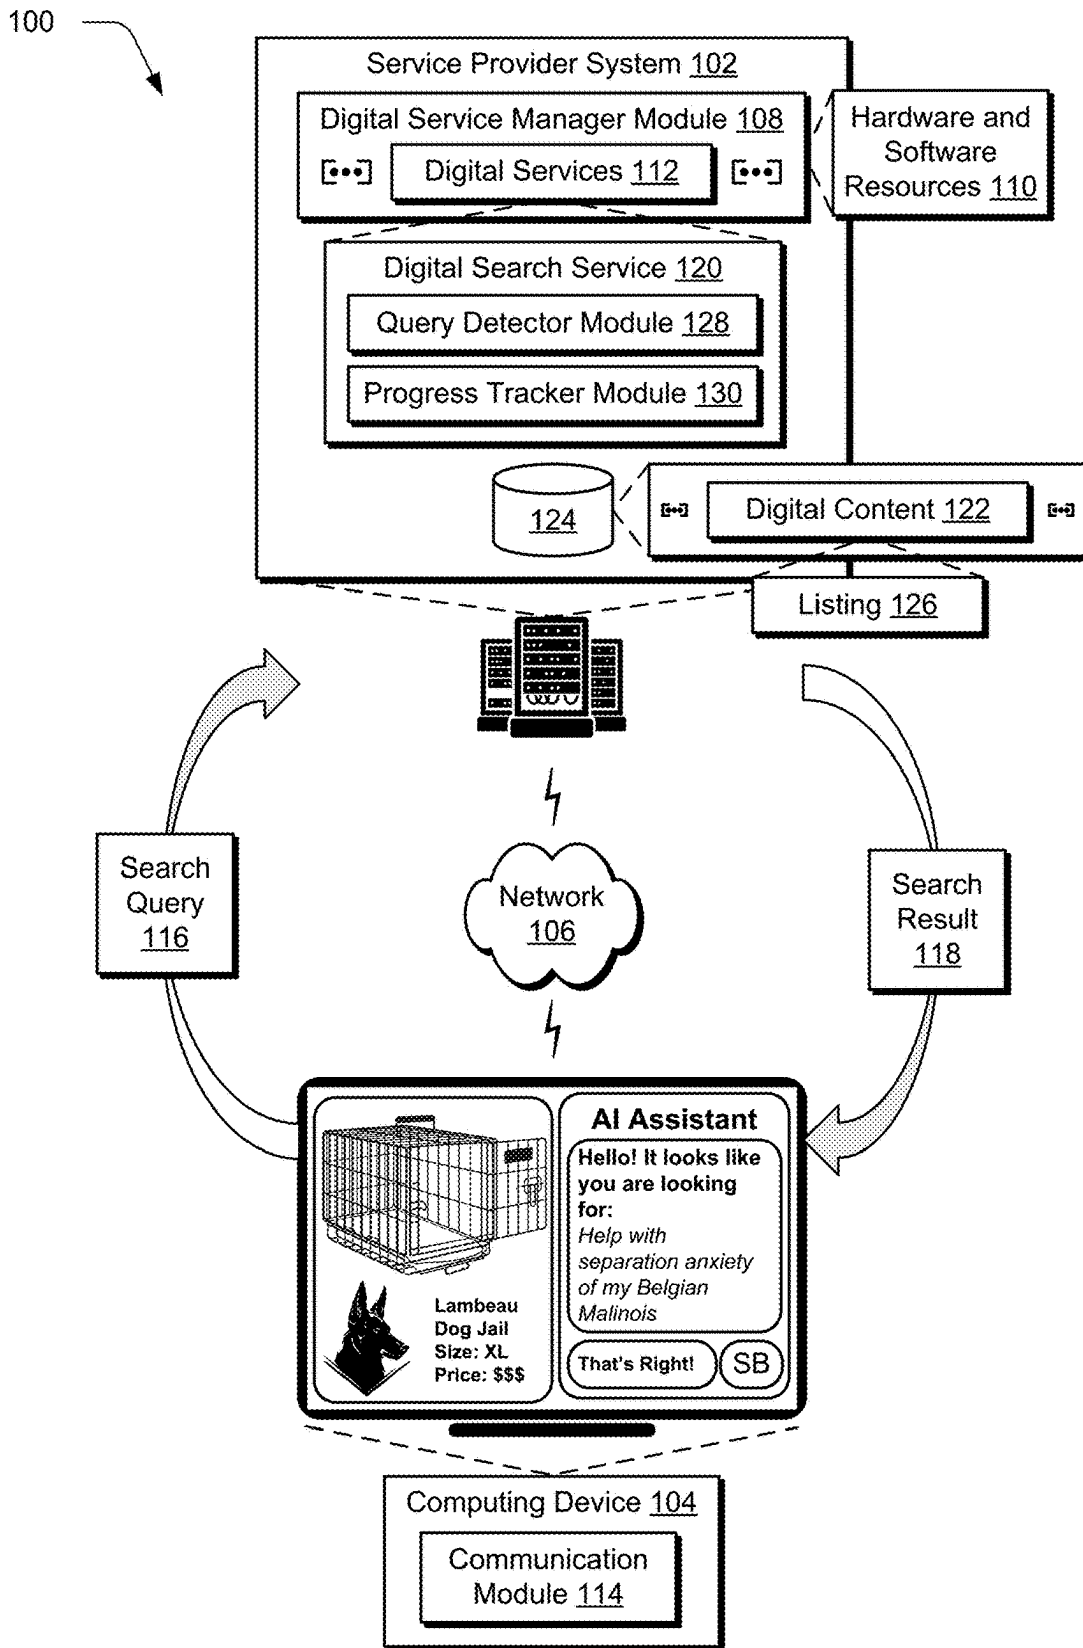 100
Service Provider System 102
Digital Service Manager Module 108
Digital Services 112
Hardware and
Software
Resources 110
Digital Search Service 120
Query Detector Module 128
Progress Tracker Module 130
124
Digital Content 122
Listing 126
Search
Query
116
Network
106
Search
Result
118
Lambeau
Dog Jail
Size: XL
Price: $$$
AI Assistant
Hello! It looks like
you are looking
for:
Help with
separation anxiety
of my Belgian
Malinois
That's Right!
SB
Computing Device 104
Communication
Module 114